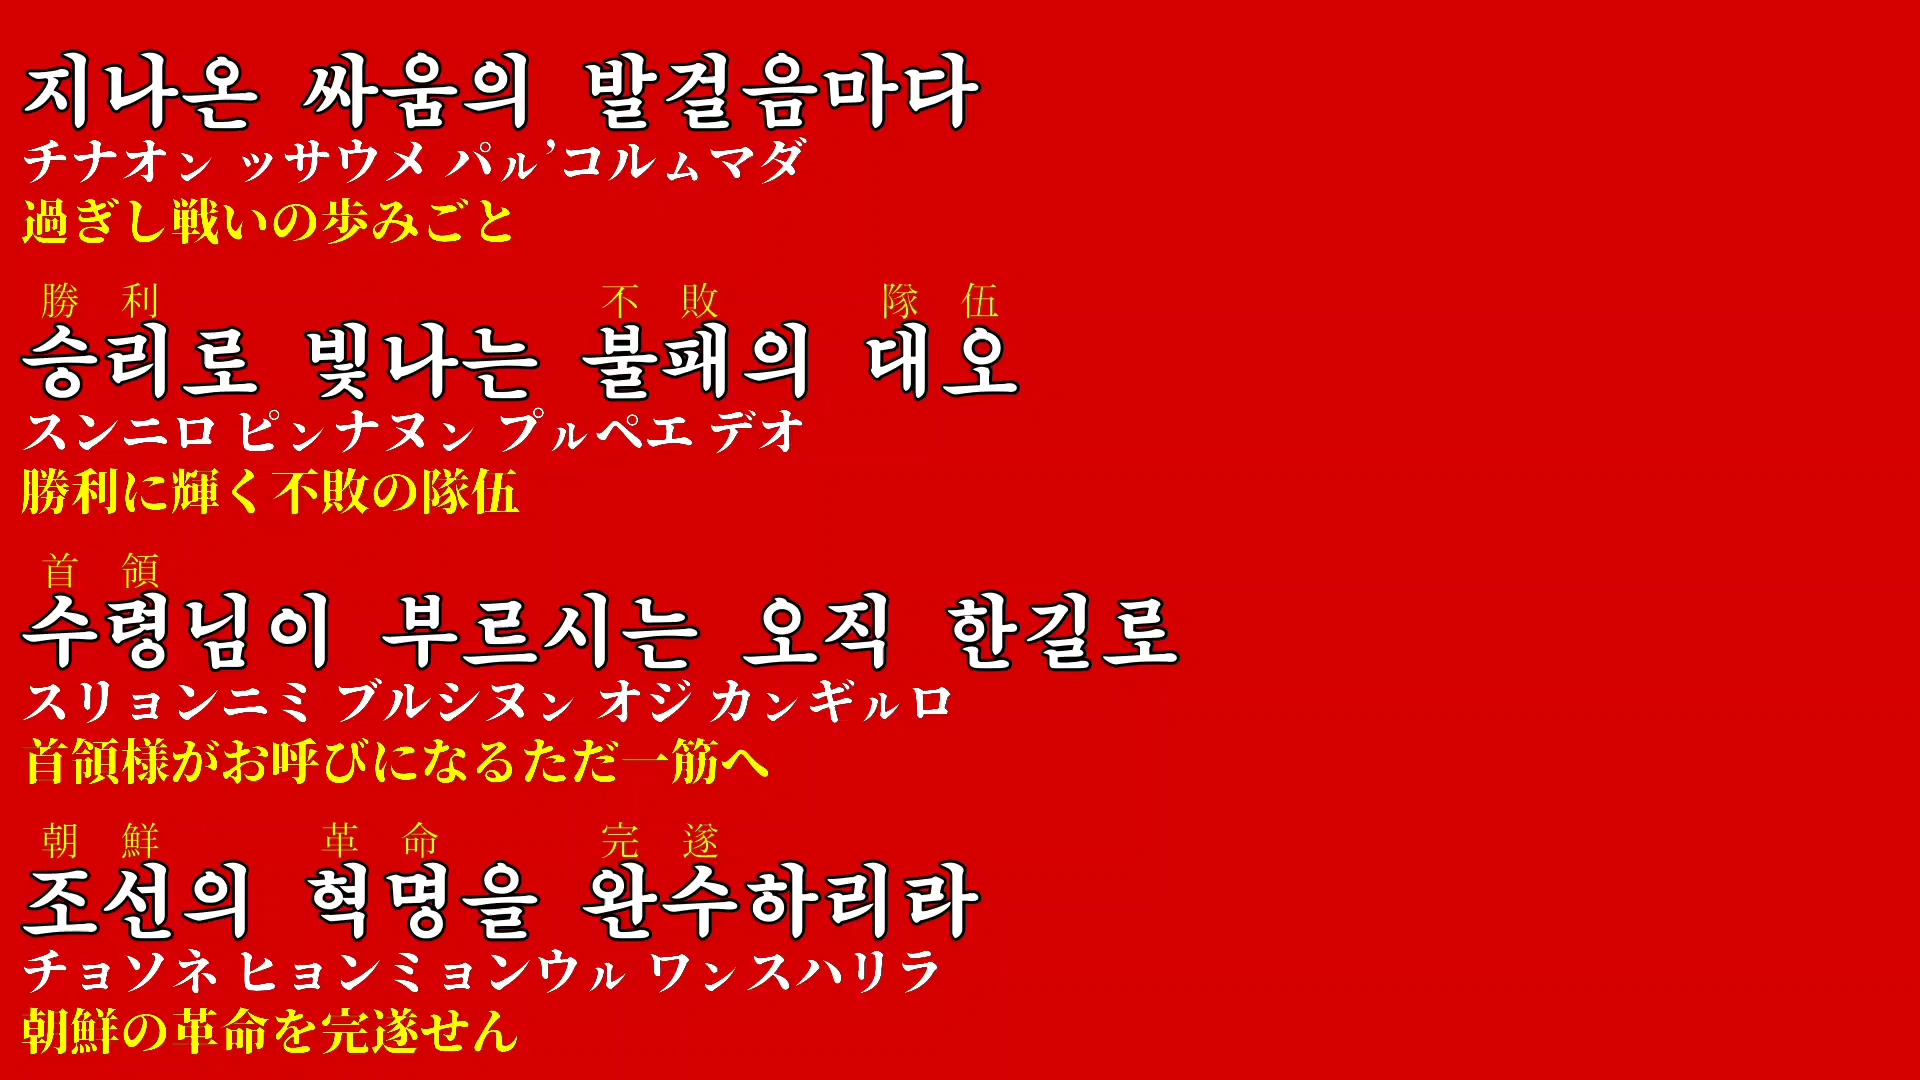 지나온 싸움의 발걸음마다
チナオン ッサウメ パル’コルムマダ
過ぎし戦いの歩みごと
勝利 不敗 隊伍
승리로 빛나는 불패의 대오
スンニロ ピンナヌン プルペエ デオ
勝利に輝く不敗の隊伍
首領
수령님이 부르시는 오직 한길로
スリョンニミ ブルシヌン オジ カンギルロ
首領様がお呼びになるただ一筋へ
朝鮮 革命 完遂
조선의 혁명을 완수하리라
チョソネ ヒョンミョンウル ワンスハリラ
朝鮮の革命を完遂せん